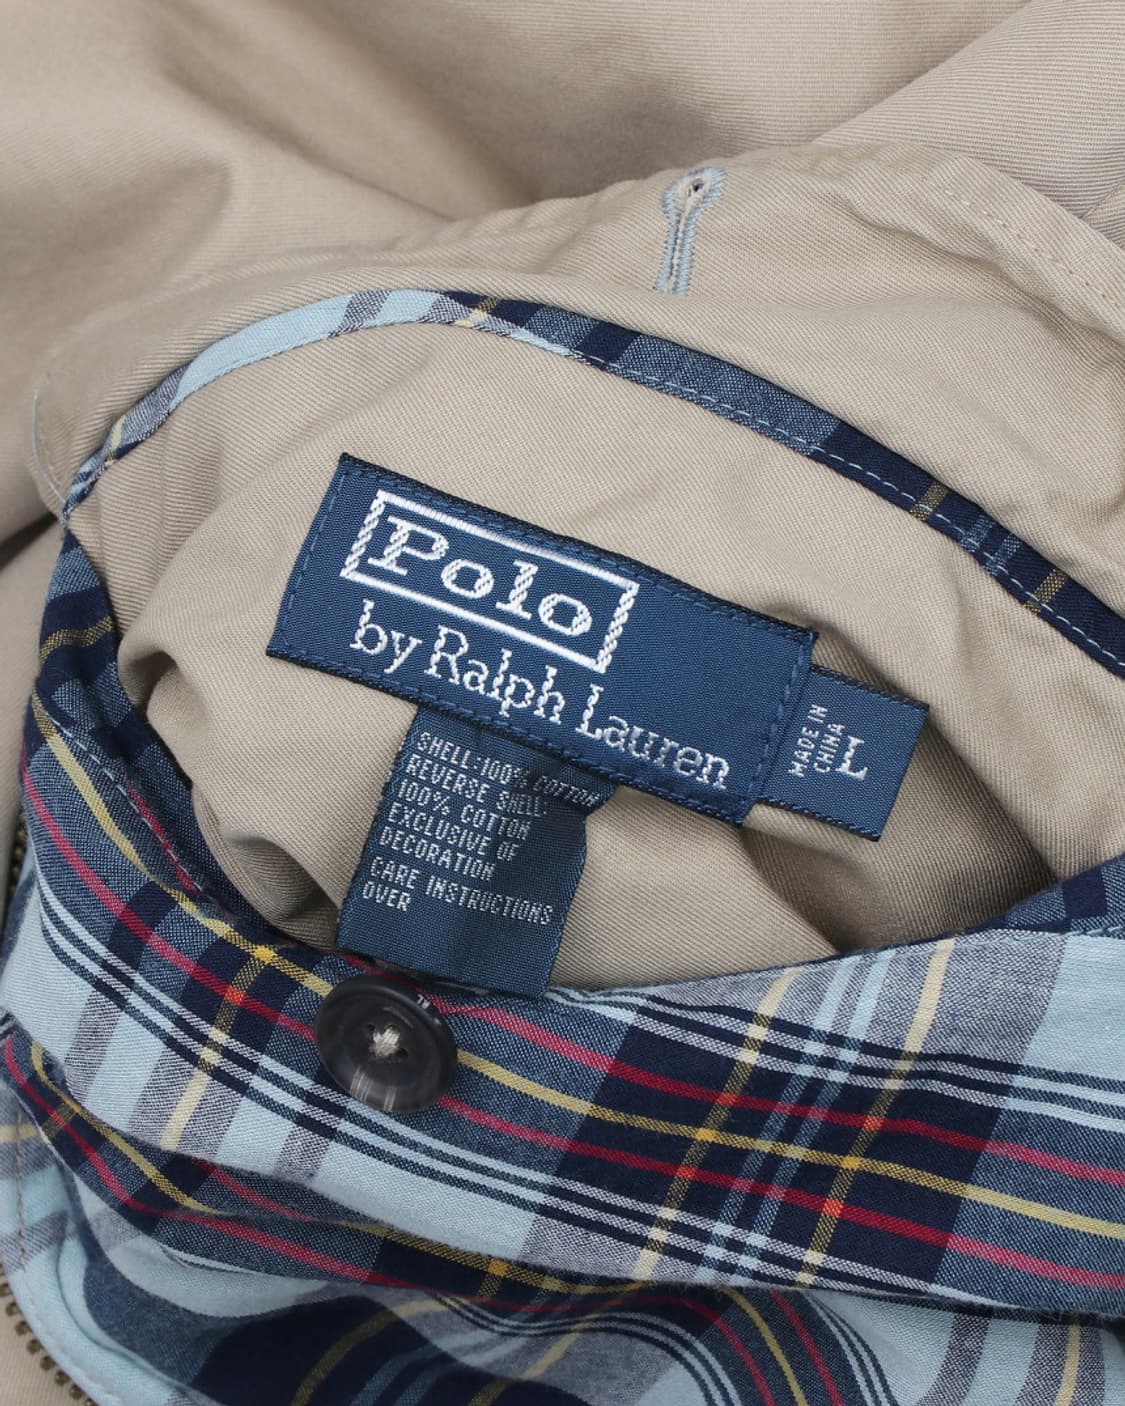 Polo
by Ralph Lauren
MADE IN
CHINA
L
SHELL:100% COTTON
REVERSE SHELL:
100% COTTON
EXCLUSIVE OF
DECORATION
CARE INSTRUCTIONS
OVER